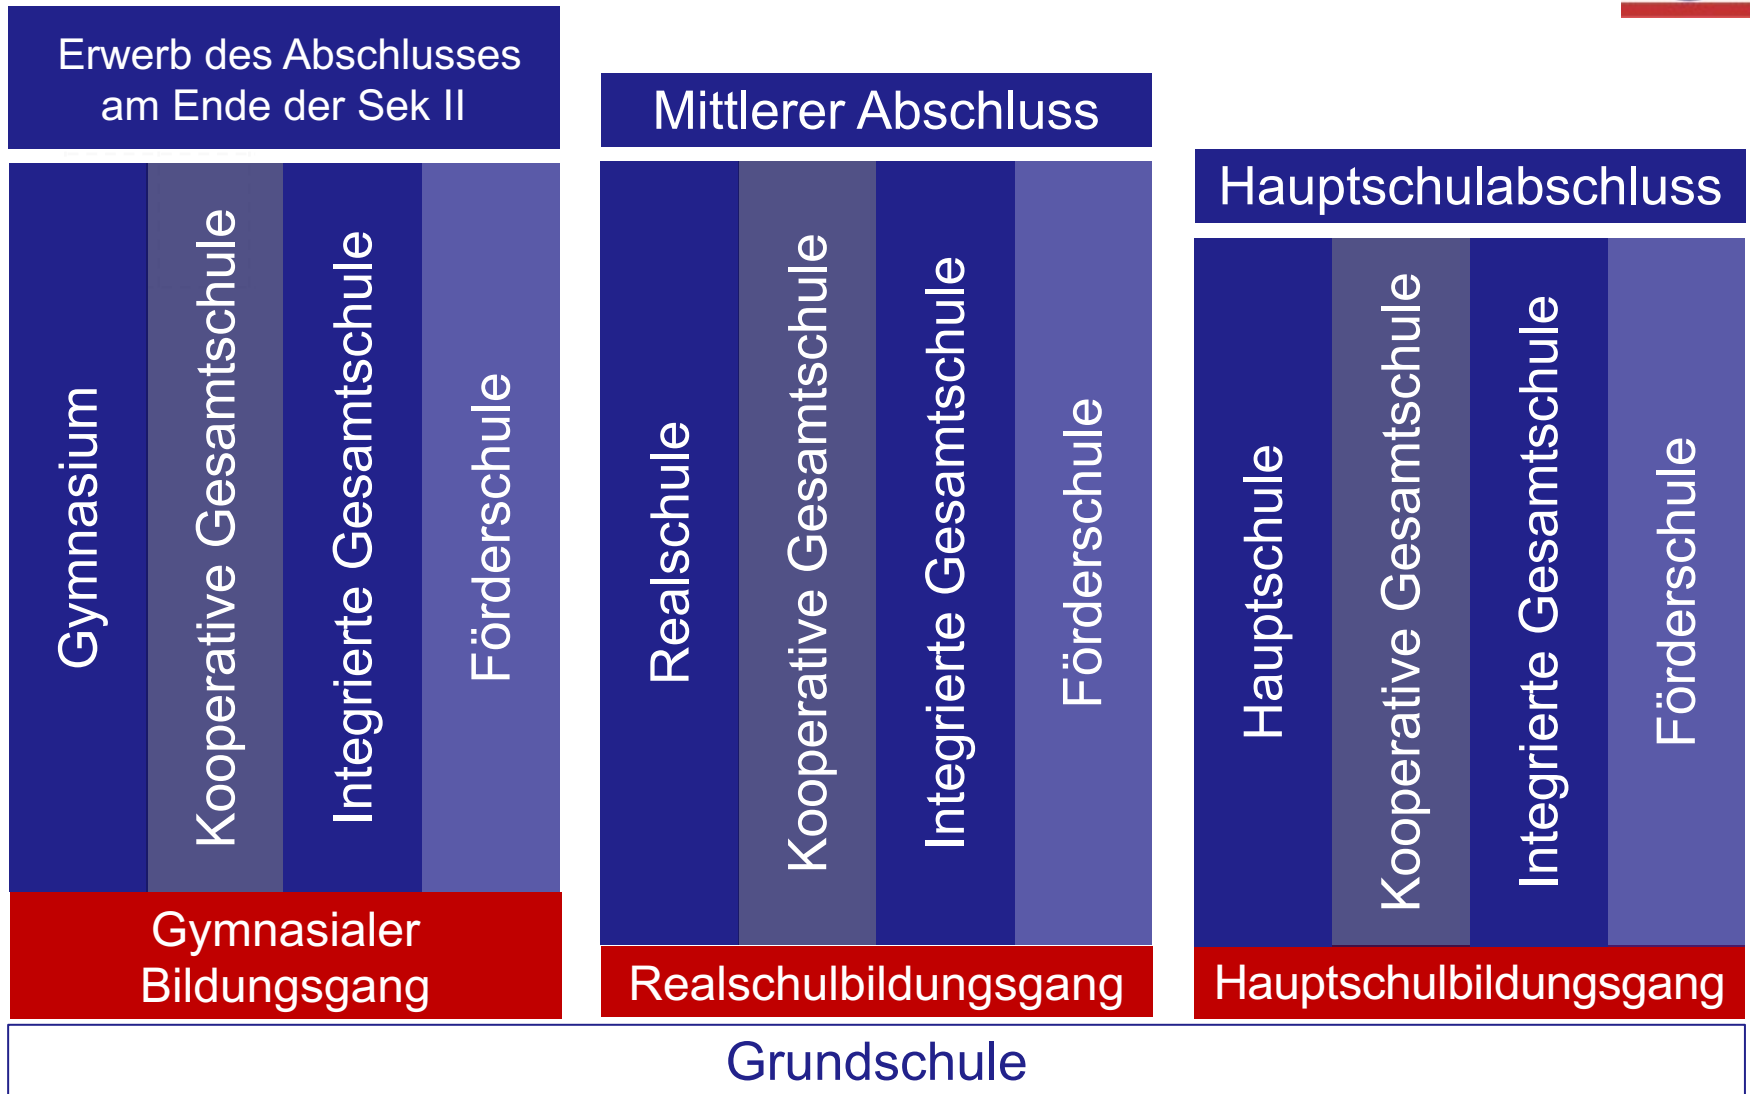 Erwerb des Abschlusses
am Ende der Sek II
Gymnasium
Kooperative Gesamtschule
Integrierte Gesamtschule
Förderschule
Gymnasialer
Bildungsgang
Mittlerer Abschluss
Realschule
Kooperative Gesamtschule
Integrierte Gesamtschule
Förderschule
Realschulbildungsgang
Hauptschulabschluss
Hauptschule
Kooperative Gesamtschule
Integrierte Gesamtschule
Förderschule
Hauptschulbildungsgang
Grundschule